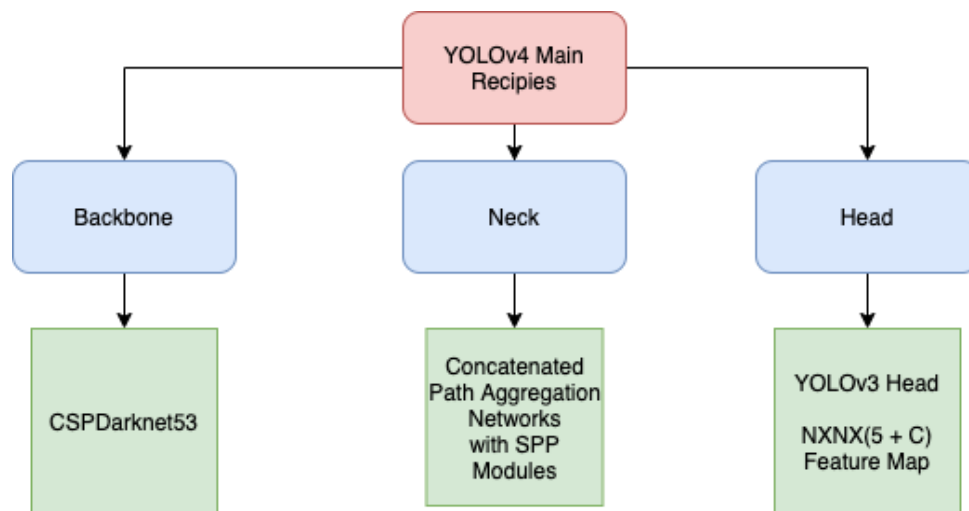 YOLOv4 Main
Recipies
Backbone
Neck
Head
CSPDarknet53
Concatenated
Path Aggregation
Networks
with SPP
Modules
YOLOv3 Head
NXNX(5 + C)
Feature Map